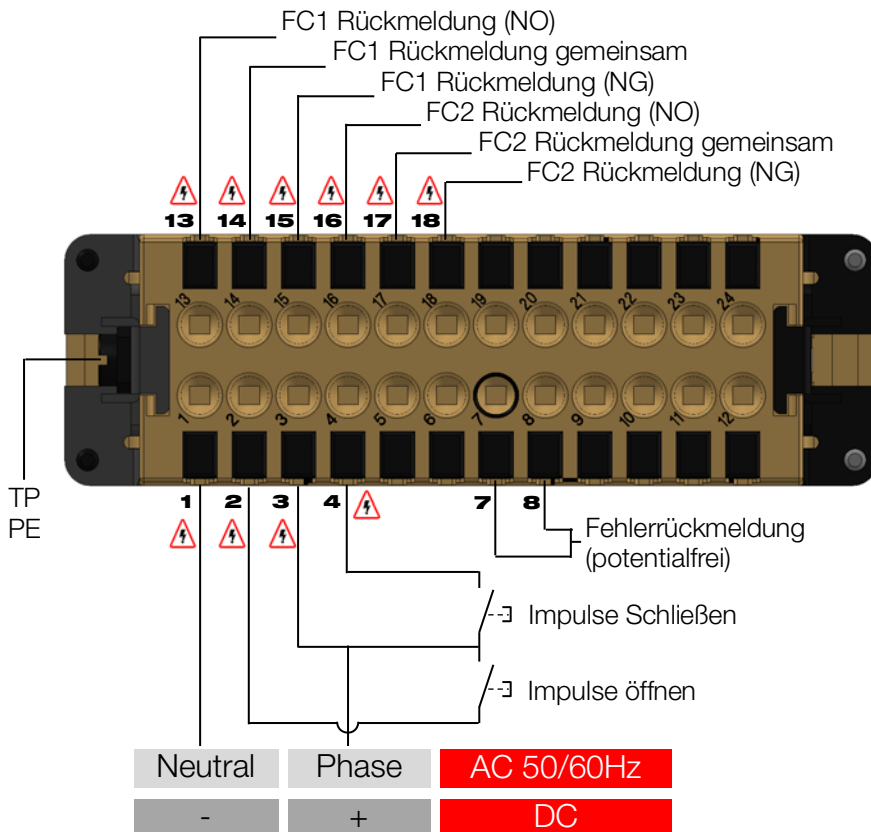 FC1 Rückmeldung (NO)
FC1 Rückmeldung gemeinsam
FC1 Rückmeldung (NG)
FC2 Rückmeldung (NO)
FC2 Rückmeldung gemeinsam
FC2 Rückmeldung (NG)
13 14 15 16 17 18
13 14 15 16 17 18 19 20 21 22 23 24
1 2 3 4 5 6 7 8 9 10 11 12
TP
PE
1 2 3 4 7 8
Fehlerrückmeldung
(potentialfrei)
Impulse Schließen
Impulse öffnen
Neutral Phase AC 50/60Hz
- + DC